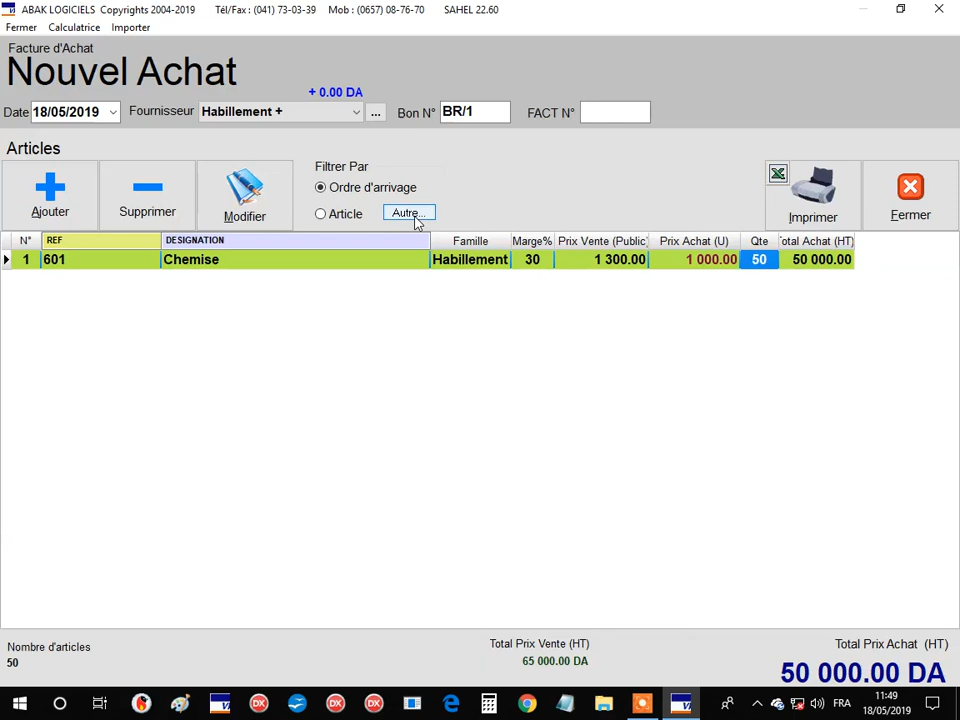 ABAK LOGICIELS Copyrights 2004-2019 Tél/Fax : (041) 73-03-39 Mob : (0657) 08-76-70 SAHEL 22.60
Fermer Calculatrice Importer
Facture d'Achat
Nouvel Achat
+ 0.00 DA
Date 18/05/2019 Fournisseur Habillement + ... Bon N° BR/1 FACT N°
Articles
Filtrer Par
Ordre d'arrivage
Article Autre...
Ajouter Supprimer Modifier Imprimer Fermer
N° REF DESIGNATION Famille Marge% Prix Vente (Public) Prix Achat (U) Qte otal Achat (HT)
1 601 Chemise Habillement 30 1 300.00 1 000.00 50 50 000.00
Nombre d'articles
50
Total Prix Vente (HT)
65 000.00 DA
Total Prix Achat (HT)
50 000.00 DA
FRA
11:49
18/05/2019